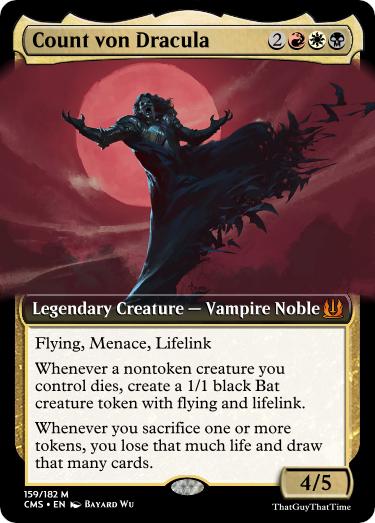 Count von Dracula 2
Legendary Creature — Vampire Noble
Flying, Menace, Lifelink
Whenever a nontoken creature you
control dies, create a 1/1 black Bat
creature token with flying and lifelink.
Whenever you sacrifice one or more
tokens, you lose that much life and draw
that many cards.
4/5
159/182 M
CMS • EN Bayard Wu
ThatGuyThatTime